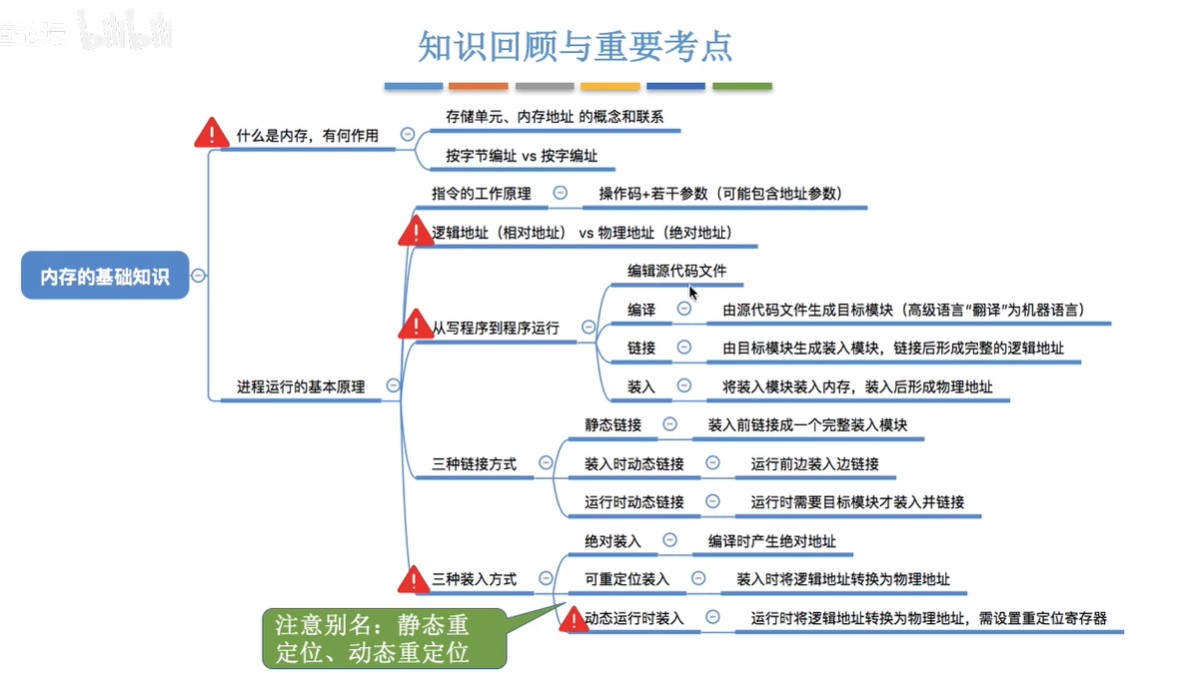 bilibili
知识回顾与重要考点
存储单元、内存地址 的概念和联系
什么是内存，有何作用
按字节编址 vs 按字编址
指令的工作原理
操作码+若干参数（可能包含地址参数）
逻辑地址（相对地址） vs 物理地址（绝对地址）
内存的基础知识
编辑源代码文件
编译
由源代码文件生成目标模块（高级语言“翻译”为机器语言）
从写程序到程序运行
链接
由目标模块生成装入模块，链接后形成完整的逻辑地址
进程运行的基本原理
装入
将装入模块装入内存，装入后形成物理地址
静态链接
装入前链接成一个完整装入模块
三种链接方式
装入时动态链接
运行前边装入边链接
运行时动态链接
运行时需要目标模块才装入并链接
绝对装入
编译时产生绝对地址
三种装入方式
可重定位装入
装入时将逻辑地址转换为物理地址
动态运行时装入
运行时将逻辑地址转换为物理地址，需设置重定位寄存器
注意别名：静态重
定位、动态重定位